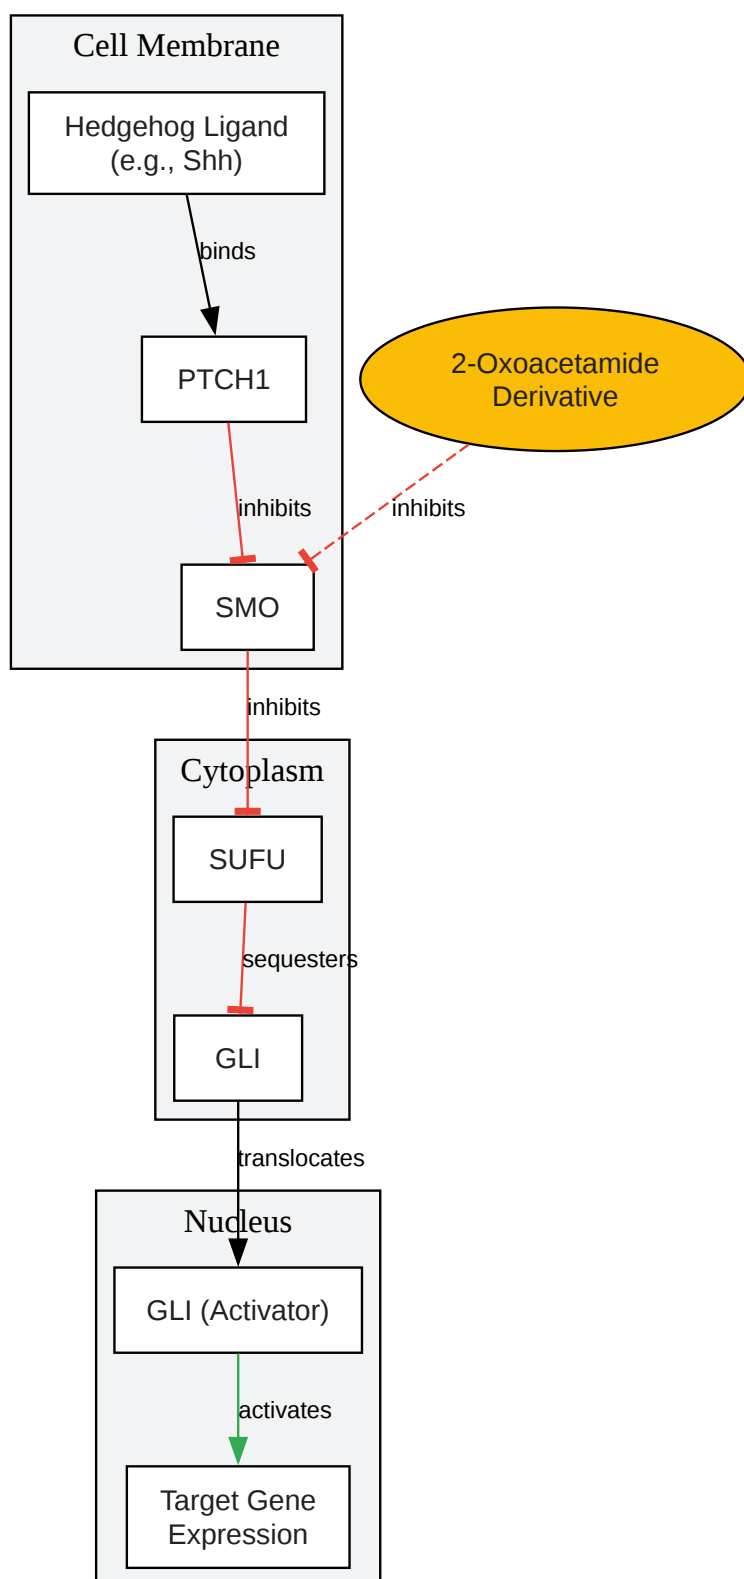 Cell Membrane
Hedgehog Ligand
(e.g., Shh)
binds
PTCH1
2-Oxoacetamide
Derivative
inhibits
inhibits
SMO
inhibits
Cytoplasm
SUFU
sequesters
GLI
translocates
Nucleus
GLI (Activator)
activates
Target Gene
Expression